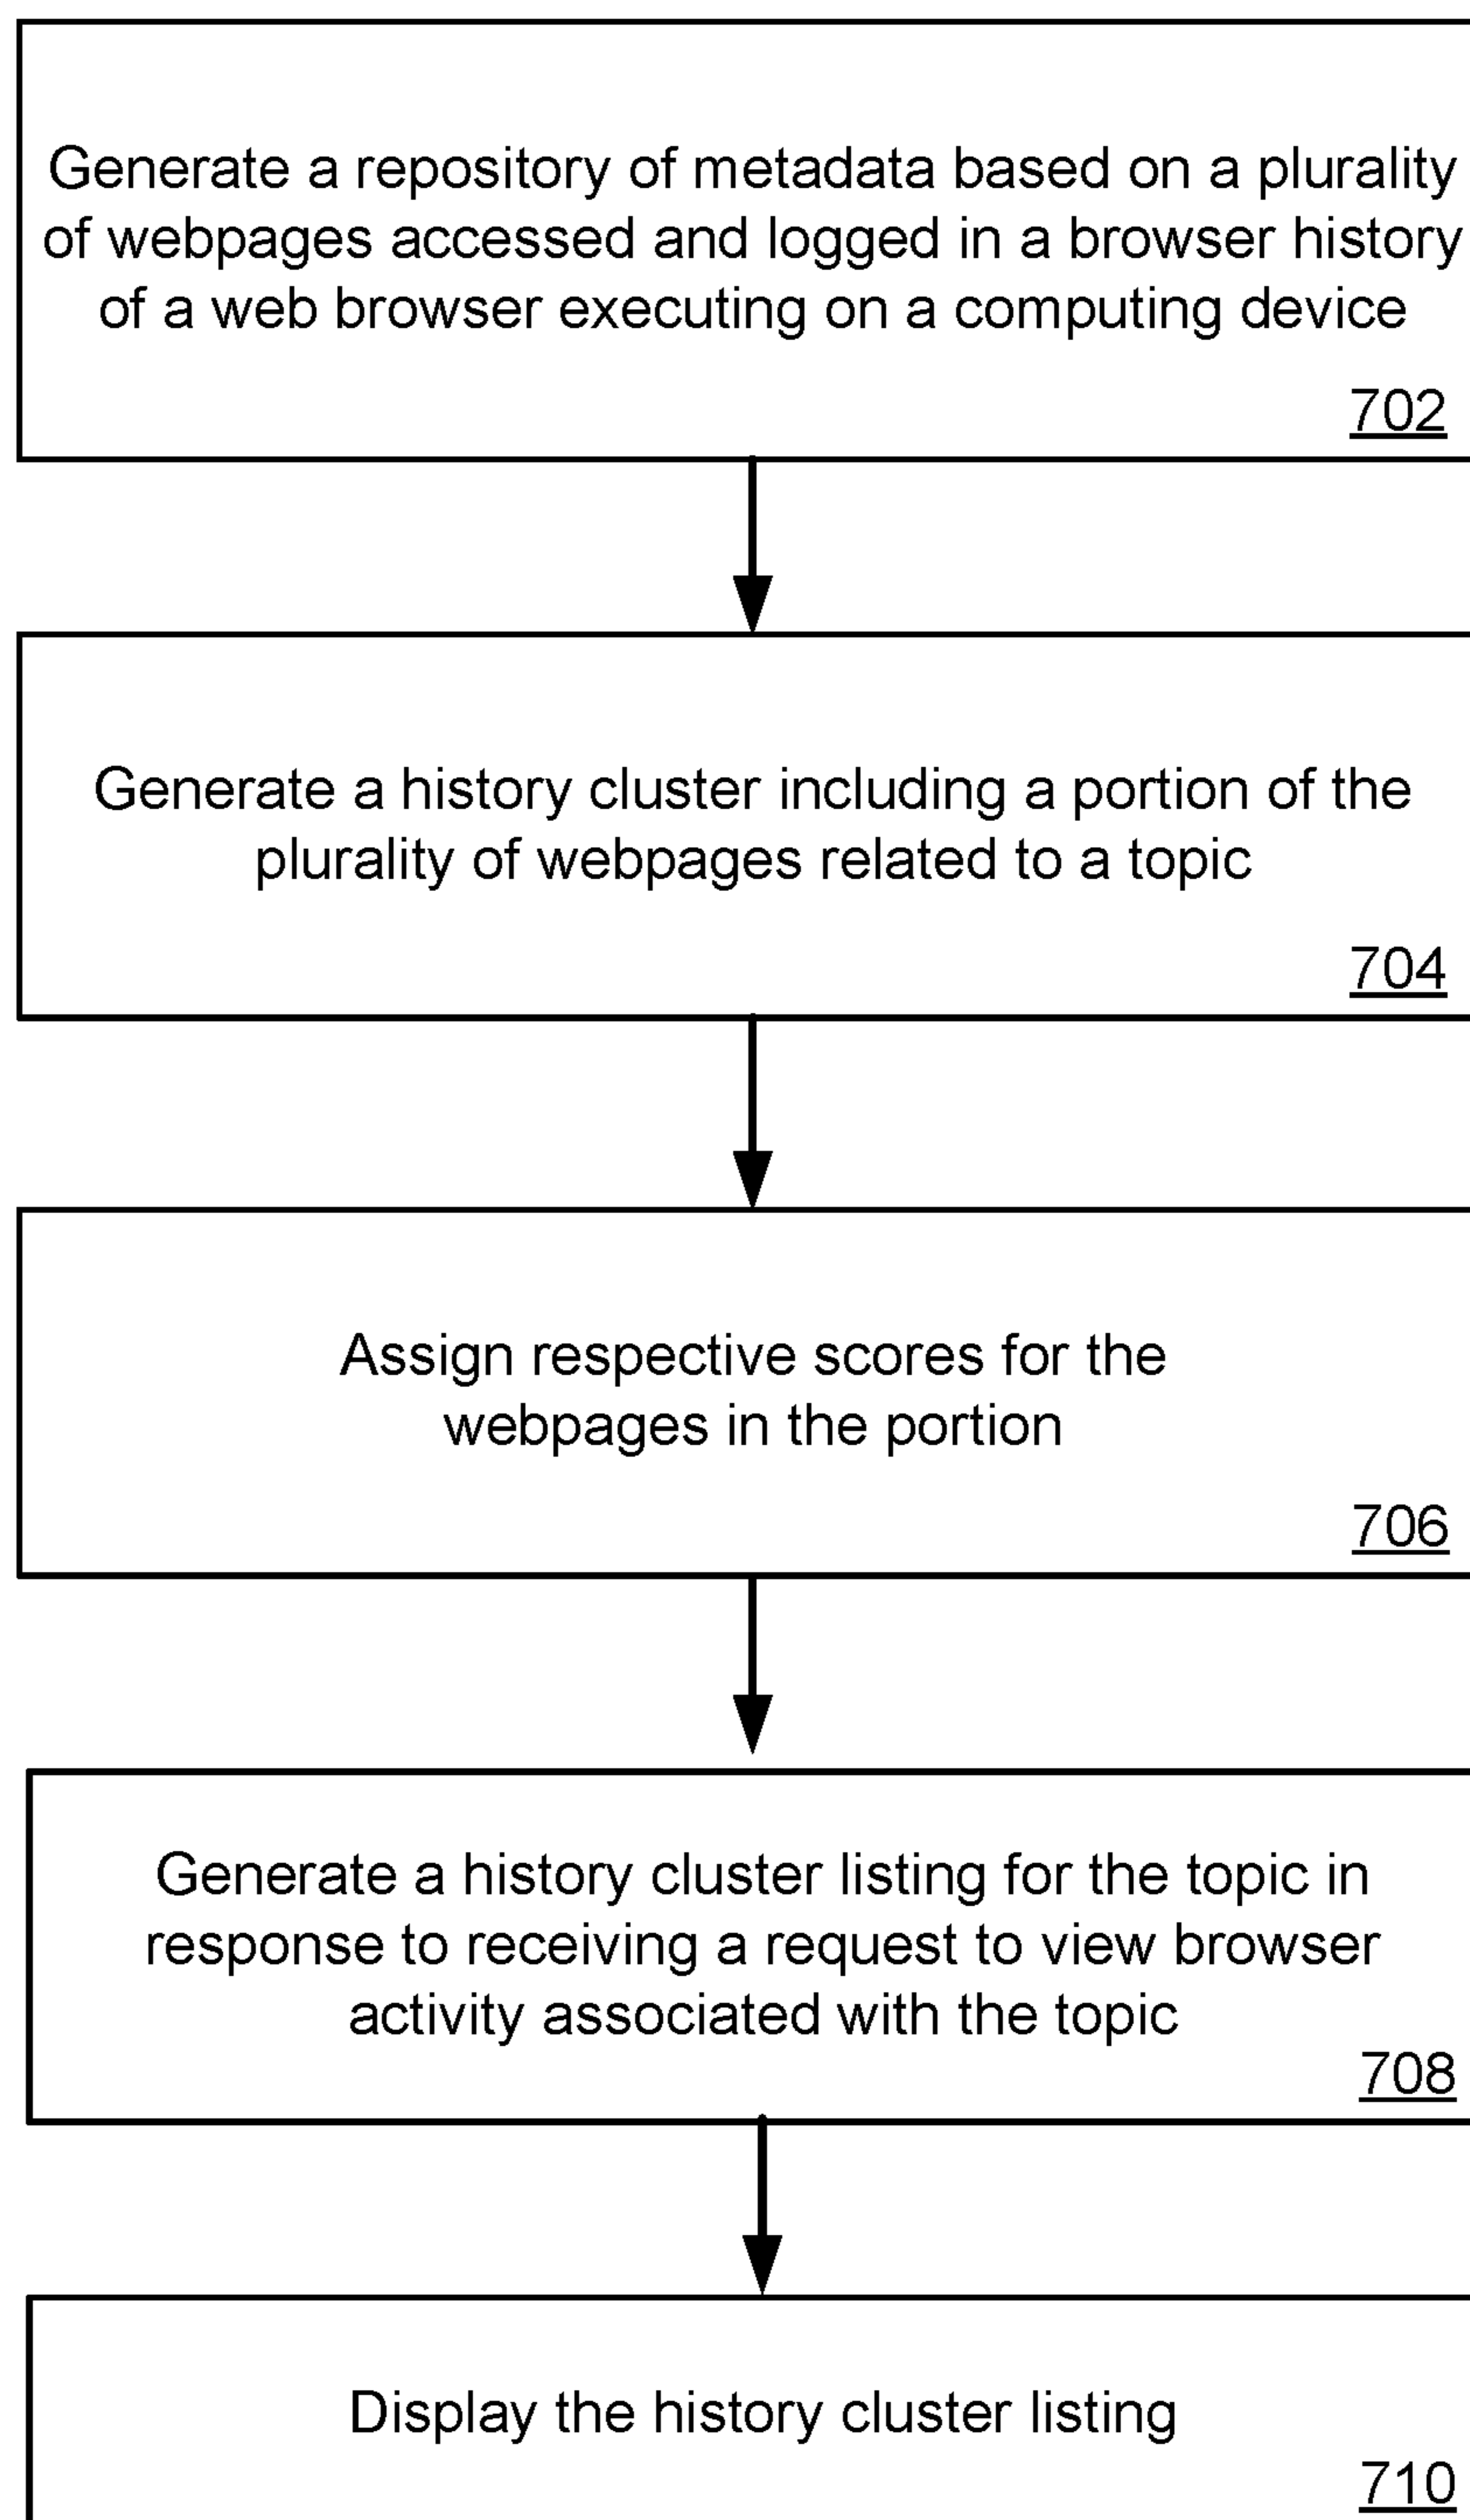 Generate a repository of metadata based on a plurality
of webpages accessed and logged in a browser history
of a web browser executing on a computing device
702
Generate a history cluster including a portion of the
plurality of webpages related to a topic
704
Assign respective scores for the
webpages in the portion
706
Generate a history cluster listing for the topic in
response to receiving a request to view browser
activity associated with the topic
708
Display the history cluster listing
710